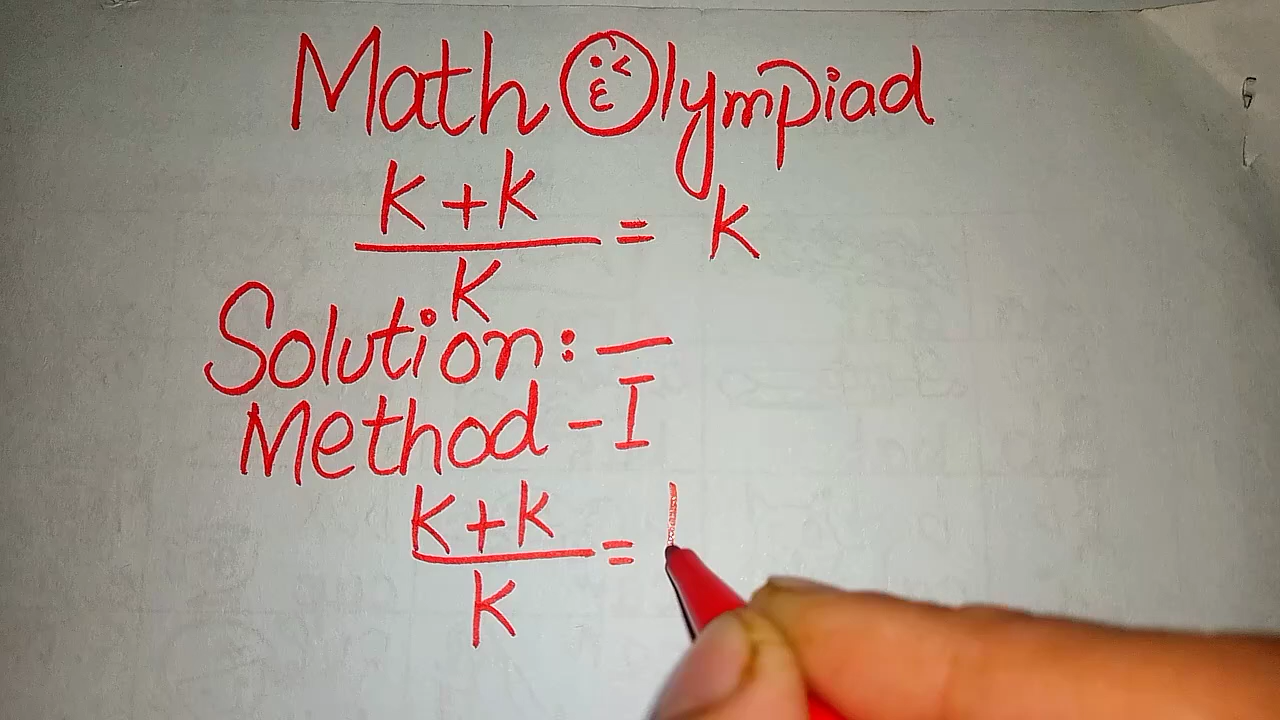 Math Olympiad
K + K
K
= K
Solution : —
Method - I
K + K
K
=